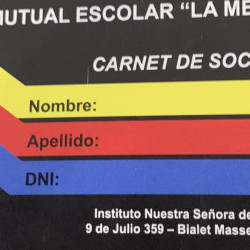 MUTUAL ESCOLAR “LA ME
CARNET DE SOC
Nombre:
Apellido:
DNI:
Instituto Nuestra Señora de
9 de Julio 359 – Bialet Masse